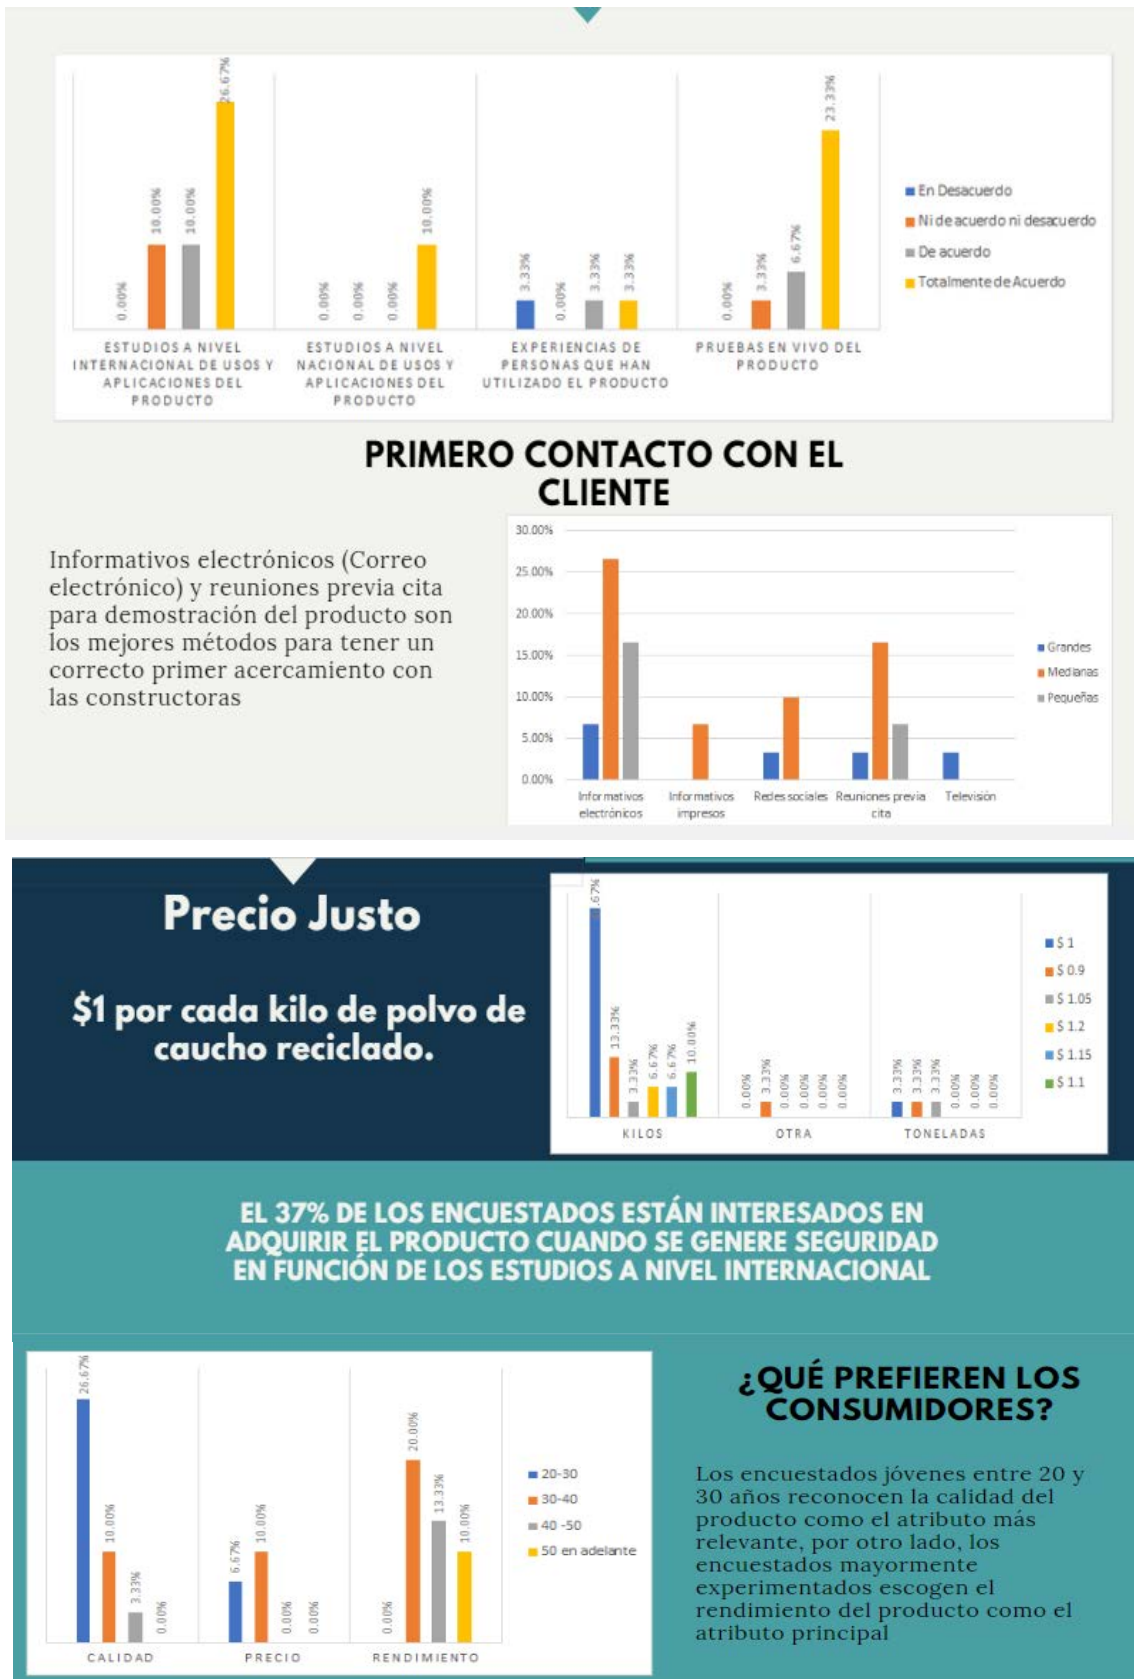 0.00%
10.00%
10.00%
26.67%
0.00%
0.00%
0.00%
10.00%
3.33%
0.00%
3.33%
3.33%
0.00%
3.33%
6.67%
23.33%
ESTUDIOS A NIVEL
INTERNACIONAL DE USOS Y
APLICACIONES DEL
PRODUCTO
ESTUDIOS A NIVEL
NACIONAL DE USOS Y
APLICACIONES DEL
PRODUCTO
EXPERIENCIAS DE
PERSONAS QUE HAN
UTILIZADO EL PRODUCTO
PRUEBAS EN VIVO DEL
PRODUCTO
En Desacuerdo
Ni de acuerdo ni desacuerdo
De acuerdo
Totalmente de Acuerdo
PRIMERO CONTACTO CON EL
CLIENTE
Informativos electrónicos (Correo
electrónico) y reuniones previa cita
para demostración del producto son
los mejores métodos para tener un
correcto primer acercamiento con
las constructoras
30.00%
25.00%
20.00%
15.00%
10.00%
5.00%
0.00%
Informativos
electrónicos
Informativos
impresos
Redes sociales
Reuniones previa
cita
Televisión
Grandes
Medianas
Pequeñas
Precio Justo
$1 por cada kilo de polvo de
caucho reciclado.
13.33%
3.33%
6.67%
6.67%
10.00%
0.00%
3.33%
0.00%
0.00%
0.00%
0.00%
3.33%
3.33%
3.33%
0.00%
0.00%
0.00%
KILOS
OTRA
TONELADAS
$ 1
$ 0.9
$ 1.05
$ 1.2
$ 1.15
$ 1.1
EL 37% DE LOS ENCUESTADOS ESTÁN INTERESADOS EN
ADQUIRIR EL PRODUCTO CUANDO SE GENERE SEGURIDAD
EN FUNCIÓN DE LOS ESTUDIOS A NIVEL INTERNACIONAL
26.67%
10.00%
3.33%
0.00%
6.67%
10.00%
0.00%
0.00%
0.00%
20.00%
13.33%
10.00%
CALIDAD
PRECIO
RENDIMIENTO
20-30
30-40
40 -50
50 en adelante
¿QUÉ PREFIEREN LOS
CONSUMIDORES?
Los encuestados jóvenes entre 20 y
30 años reconocen la calidad del
producto como el atributo más
relevante, por otro lado, los
encuestados mayormente
experimentados escogen el
rendimiento del producto como el
atributo principal